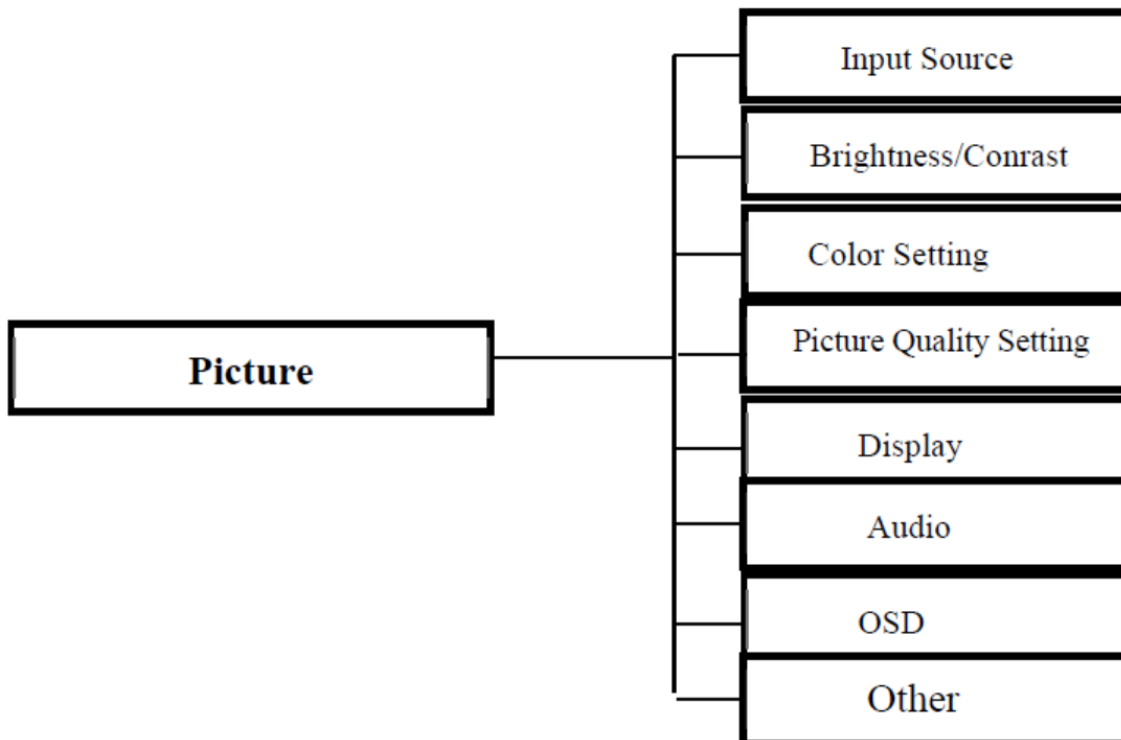 Input Source
Brightness/Conrast
Color Setting
Picture Quality Setting
Picture
Display
Audio
OSD
Other